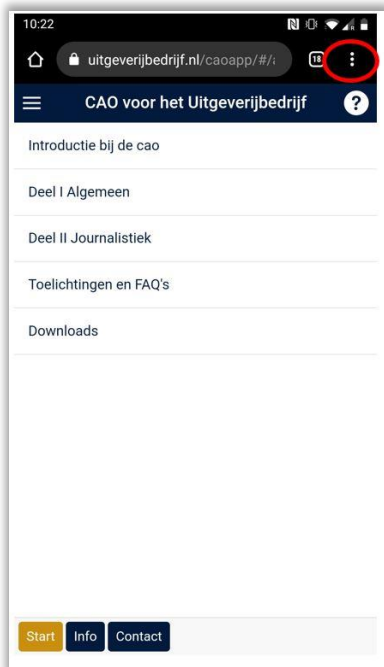 10:22
uitgeverijbedrijf.nl/caoapp/#/
18
CAO voor het Uitgeverijbedrijf
?
Introductie bij de cao
Deel I Algemeen
Deel II Journalistiek
Toelichtingen en FAQ's
Downloads
Start Info Contact